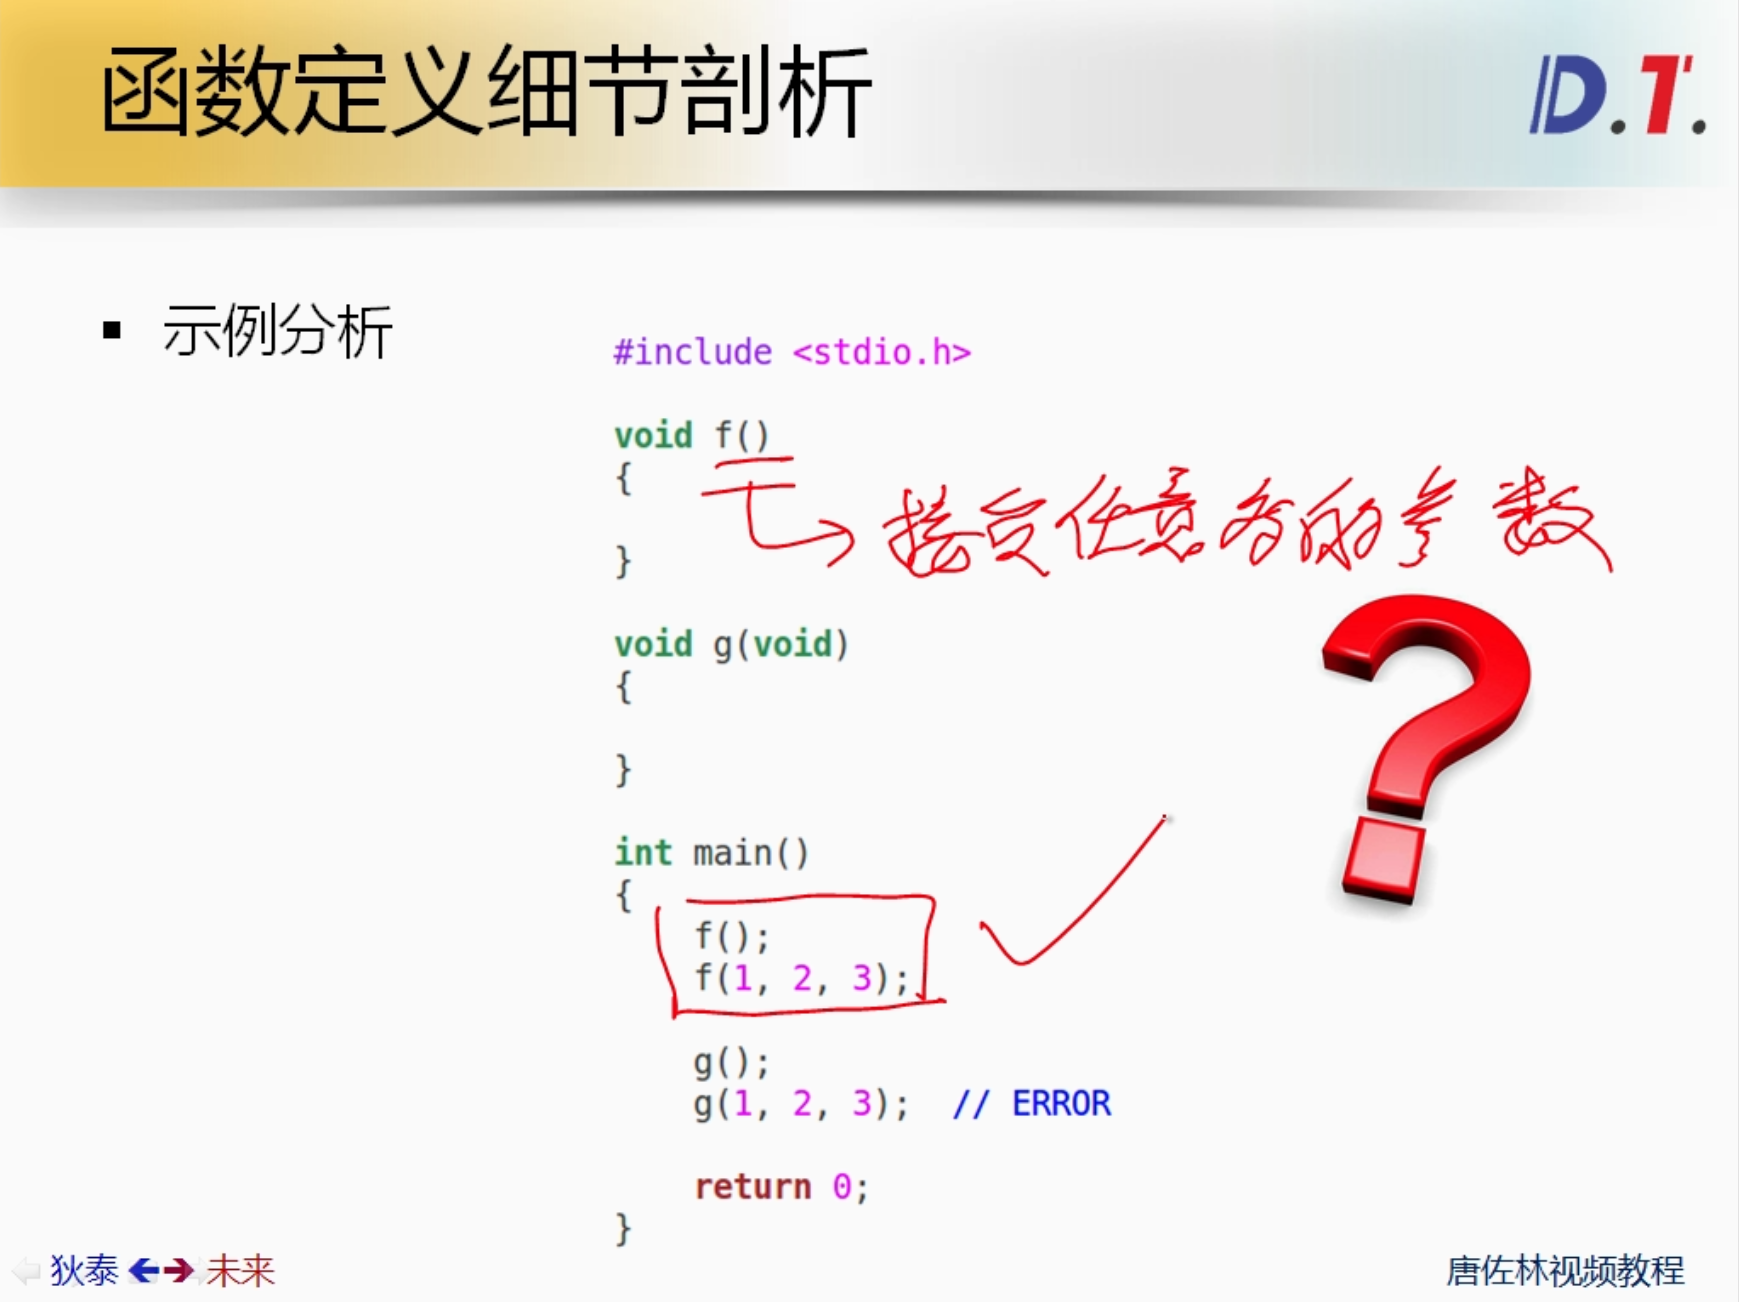 函数定义细节剖析
D.T.
▪ 示例分析
#include <stdio.h>
void f()
{
接受任意多的参数
}
void g(void)
{
}
int main()
{
f();
f(1, 2, 3);
g();
g(1, 2, 3);  // ERROR
return 0;
}
狄泰 未来
唐佐林视频教程